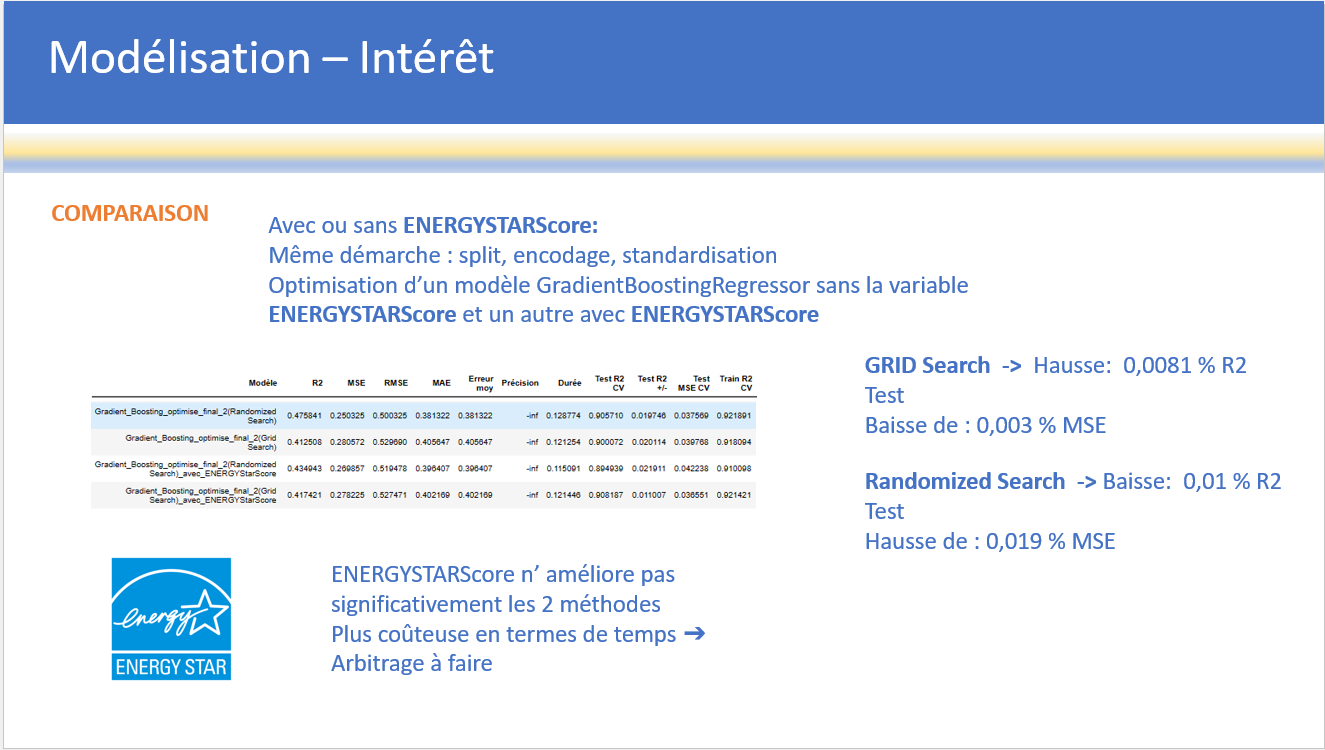 Modélisation – Intérêt
COMPARAISON
Avec ou sans ENERGYSTARScore:
Même démarche : split, encodage, standardisation
Optimisation d’un modèle GradientBoostingRegressor sans la variable
ENERGYSTARScore et un autre avec ENERGYSTARScore
Modèle R2 MSE RMSE MAE Erreur moy Précision Durée Test R2 CV Test R2 +/- Test MSE CV Train R2 CV
Gradient_Boosting_optimise_final_2(Randomized
Search) 0.475841 0.250325 0.500325 0.381322 0.381322 -inf 0.128774 0.905710 0.019746 0.037569 0.921891
Gradient_Boosting_optimise_final_2(Grid
Search) 0.412508 0.280572 0.529690 0.405647 0.405647 -inf 0.121254 0.900072 0.020114 0.039768 0.918094
Gradient_Boosting_optimise_final_2(Randomized
Search)_avec_ENERGYStarScore 0.434943 0.269857 0.519478 0.396407 0.396407 -inf 0.115091 0.894939 0.021911 0.042238 0.910098
Gradient_Boosting_optimise_final_2(Grid
Search)_avec_ENERGYStarScore 0.417421 0.278225 0.527471 0.402169 0.402169 -inf 0.121446 0.908187 0.011007 0.036551 0.921421
GRID Search -> Hausse: 0,0081 % R2
Test
Baisse de : 0,003 % MSE
Randomized Search -> Baisse: 0,01 % R2
Test
Hausse de : 0,019 % MSE
energy
ENERGY STAR
ENERGYSTARScore n’ améliore pas
significativement les 2 méthodes
Plus coûteuse en termes de temps ➔
Arbitrage à faire